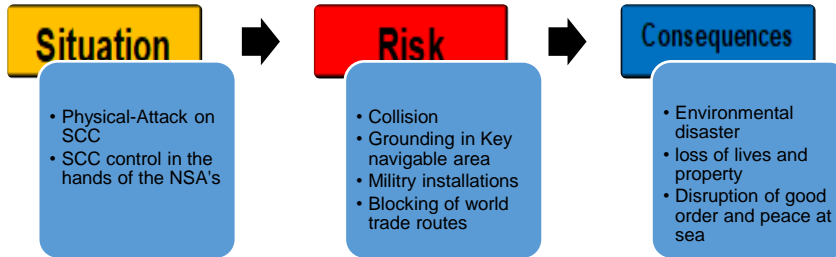 Situation
• Physical-Attack on
SCC
• SCC control in the
hands of the NSA's
Risk
• Collision
• Grounding in Key
navigable area
• Militry installations
• Blocking of world
trade routes
Consequences
• Environmental
disaster
• loss of lives and
property
• Disruption of good
order and peace at
sea